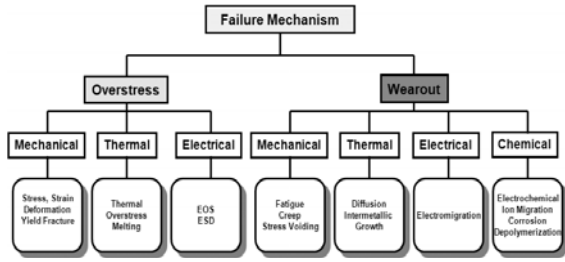 Failure Mechanism
Overstress
Wearout
Mechanical
Thermal
Electrical
Mechanical
Thermal
Electrical
Chemical
Stress, Strain
Deformation
Yield Fracture
Thermal
Overstress
Melting
EOS
ESD
Fatigue
Creep
Stress Voiding
Diffusion
Intermetallic
Growth
Electromigration
Electrochemical
Ion Migration
Corrosion
Depolymerization